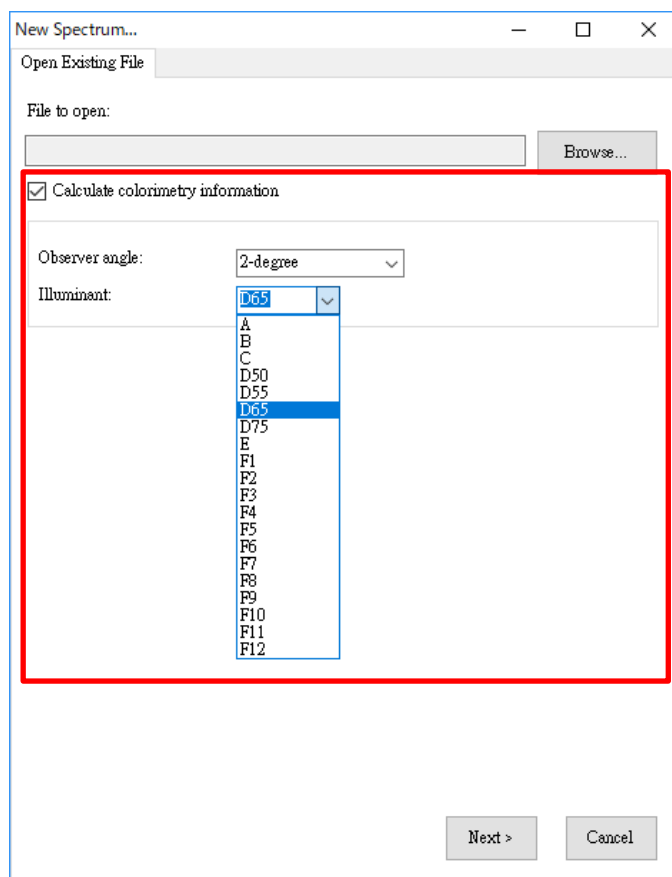 New Spectrum...
Open Existing File
File to open:
Browse...
Calculate colorimetry information
Observer angle:
2-degree
Illuminant:
D65
A
B
C
D50
D55
D65
D75
E
F1
F2
F3
F4
F5
F6
F7
F8
F9
F10
F11
F12
Next >
Cancel